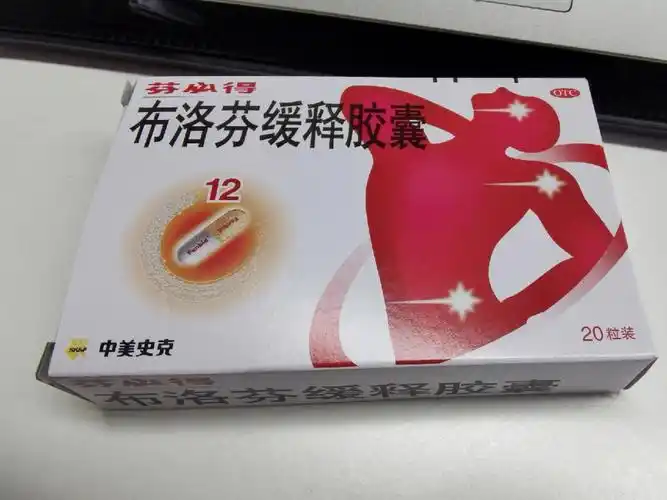 芬必得
OTC
布洛芬缓释胶囊
12
Fenbid
中美史克
20粒装
芬必得
布洛芬缓释胶囊